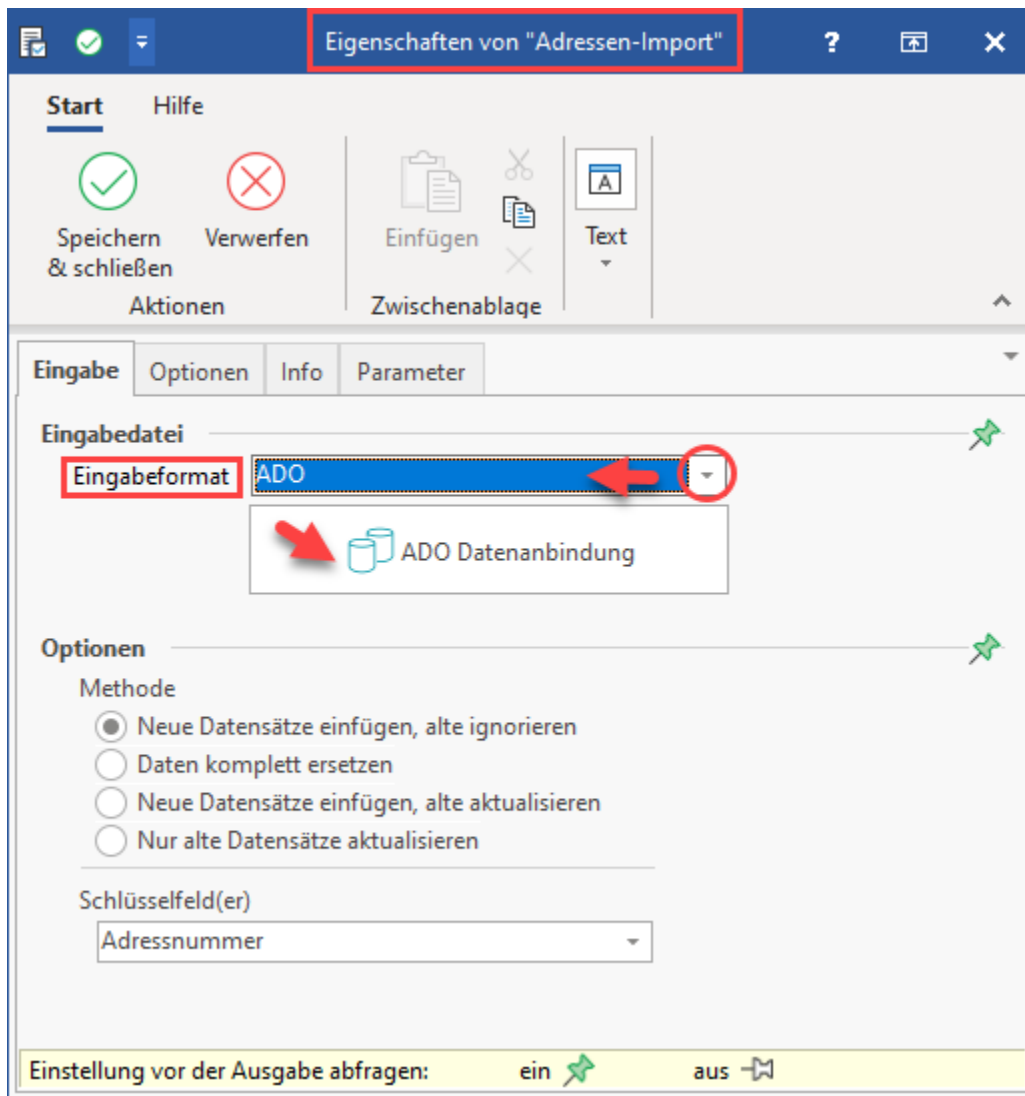 Eigenschaften von "Adressen-Import"
?
Start Hilfe
Speichern & schließen
Verwerfen
Einfügen
A
Text
Aktionen
Zwischenablage
Eingabe Optionen Info Parameter
Eingabedatei
Eingabeformat ADO
ADO Datenanbindung
Optionen
Methode
Neue Datensätze einfügen, alte ignorieren
Daten komplett ersetzen
Neue Datensätze einfügen, alte aktualisieren
Nur alte Datensätze aktualisieren
Schlüsselfeld(er)
Adressnummer
Einstellung vor der Ausgabe abfragen: ein aus